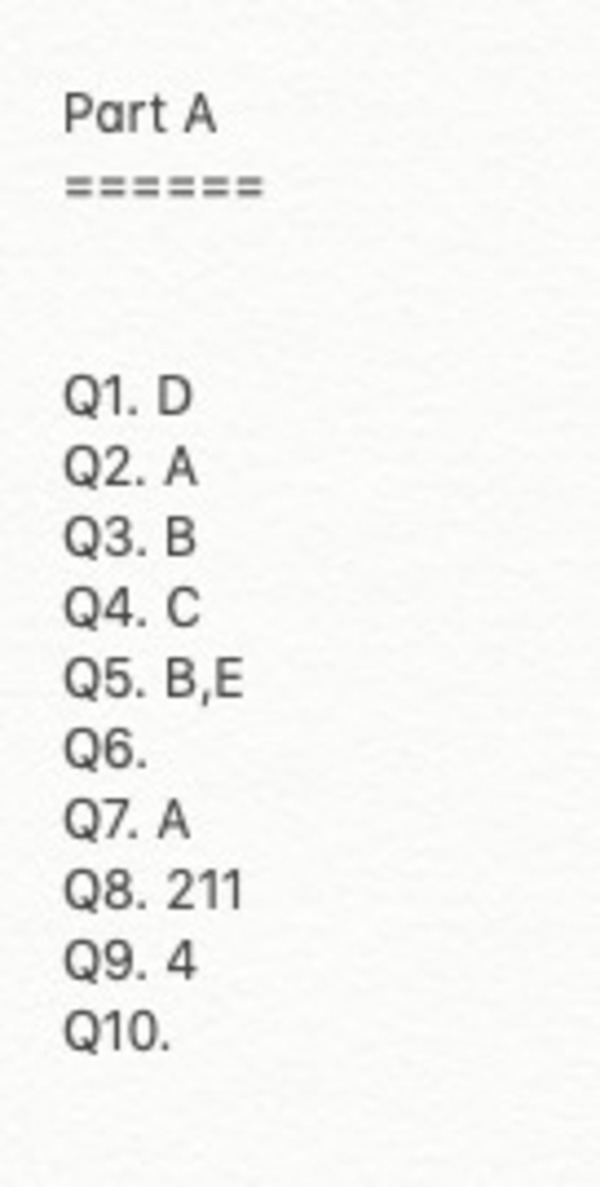 Part A
======
Q1. D
Q2. A
Q3. B
Q4. C
Q5. B,E
Q6.
Q7. A
Q8. 211
Q9. 4
Q10.